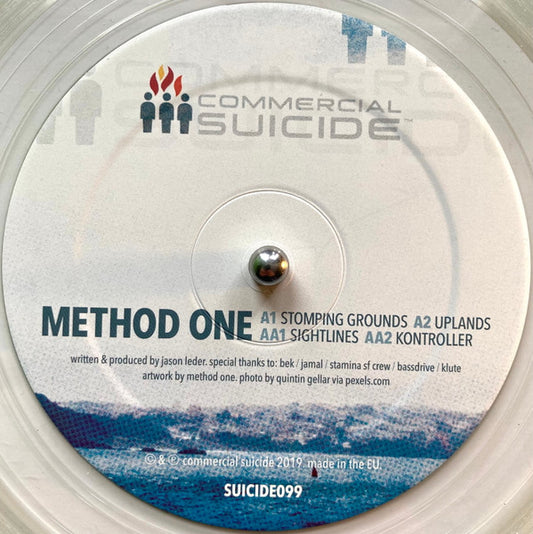 COMMERCIAL
SUICIDE™
METHOD ONE A1 STOMPING GROUNDS A2 UPLANDS
AA1 SIGHTLINES AA2 KONTROLLER
written & produced by jason leder. special thanks to: bek / jamal / stamina sf crew / bassdrive / klute
artwork by method one. photo by quintin gellar via pexels.com
© & ℗ commercial suicide 2019. made in the EU.
SUICIDE099